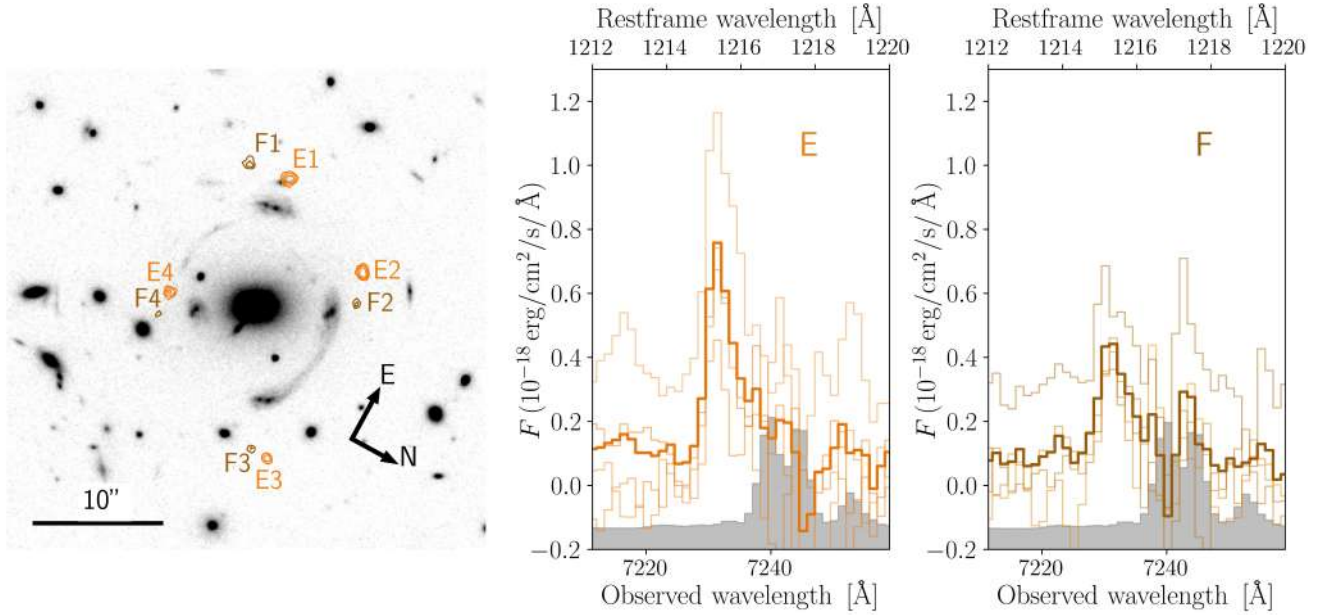 F1
E1
E4
E2
F4
F2
E
N
F3
E3
10"
Restframe wavelength [Å]
1212 1214 1216 1218 1220
E
F (10⁻¹⁸ erg/cm²/s/ Å)
1.2
1.0
0.8
0.6
0.4
0.2
0.0
−0.2
7220 7240
Observed wavelength [Å]
Restframe wavelength [Å]
1212 1214 1216 1218 1220
F
F (10⁻¹⁸ erg/cm²/s/ Å)
1.2
1.0
0.8
0.6
0.4
0.2
0.0
−0.2
7220 7240
Observed wavelength [Å]